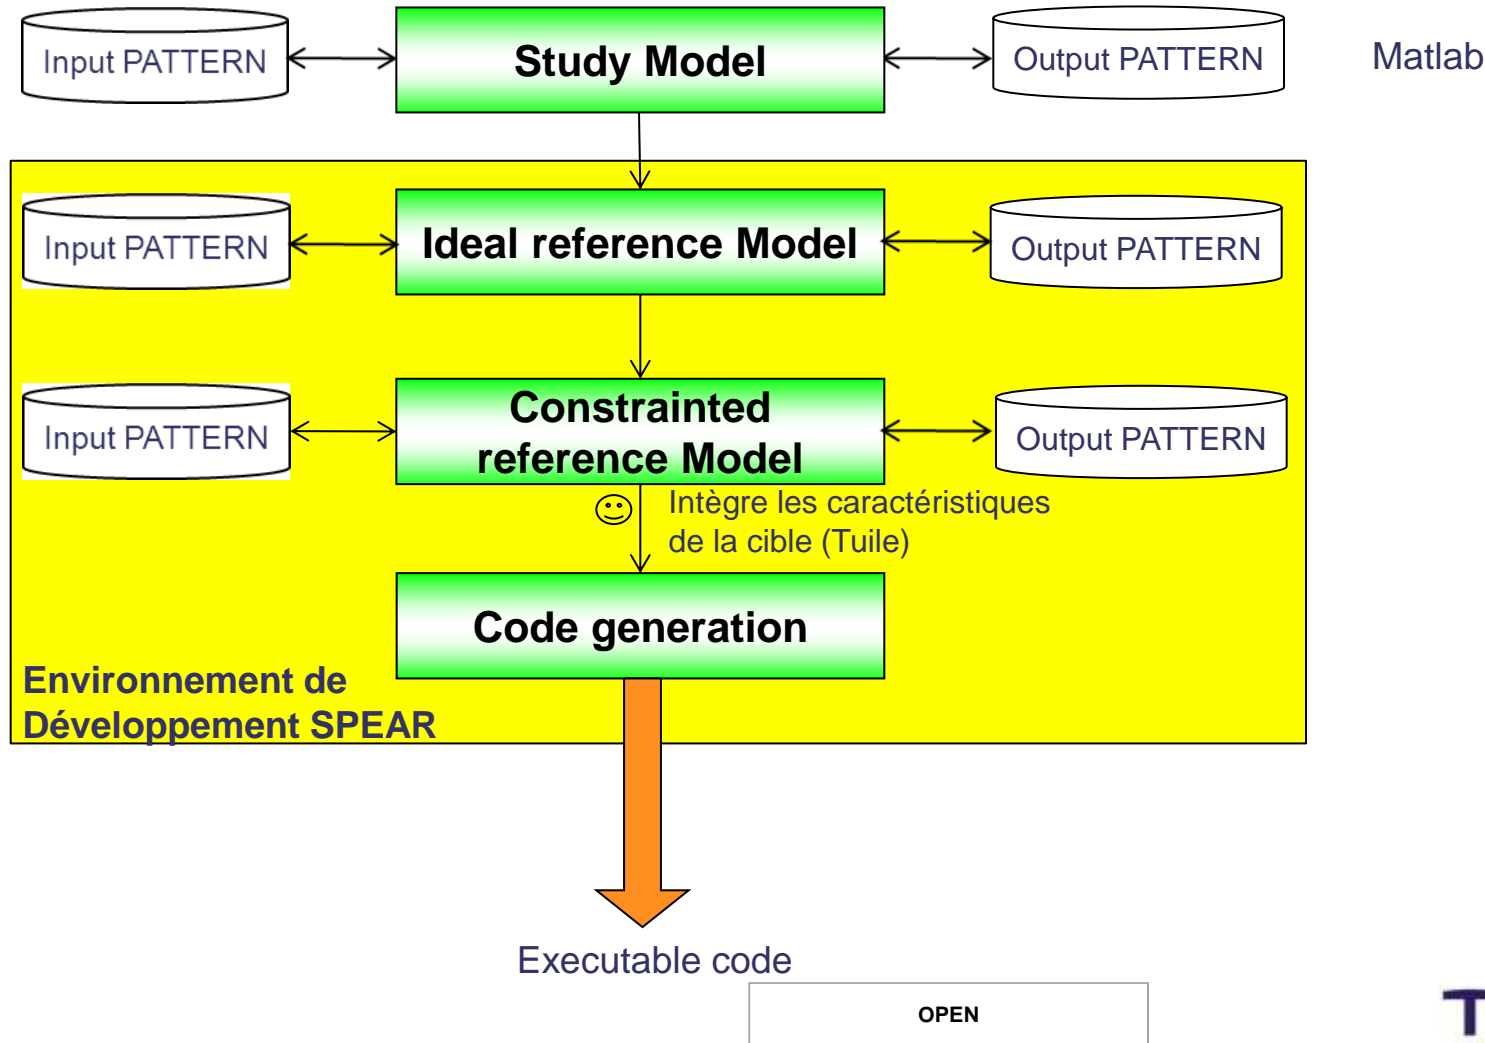 Input PATTERN
Study Model
Output PATTERN
Matlab
Input PATTERN
Ideal reference Model
Output PATTERN
Input PATTERN
Constrainted
reference Model
Output PATTERN
Intègre les caractéristiques
de la cible (Tuile)
Code generation
Environnement de
Développement SPEAR
Executable code
OPEN
T